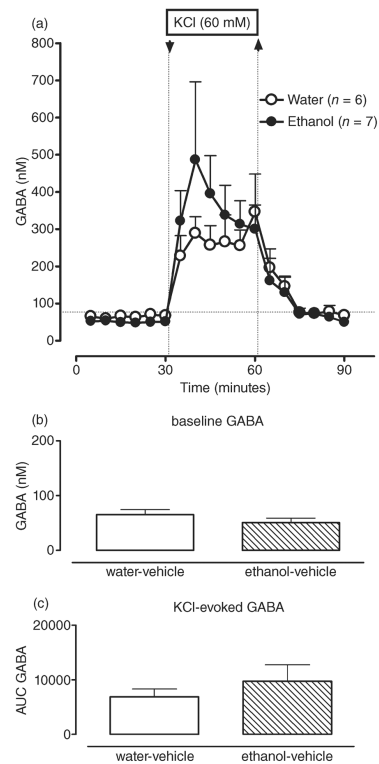 (a)
KCl (60 mM)
800
700
600
500
400
300
200
100
0
GABA (nM)
Water (n = 6)
Ethanol (n = 7)
0 30 60 90
Time (minutes)
(b)
baseline GABA
200
100
0
GABA (nM)
water-vehicle ethanol-vehicle
(c)
KCl-evoked GABA
20000
10000
0
AUC GABA
water-vehicle ethanol-vehicle